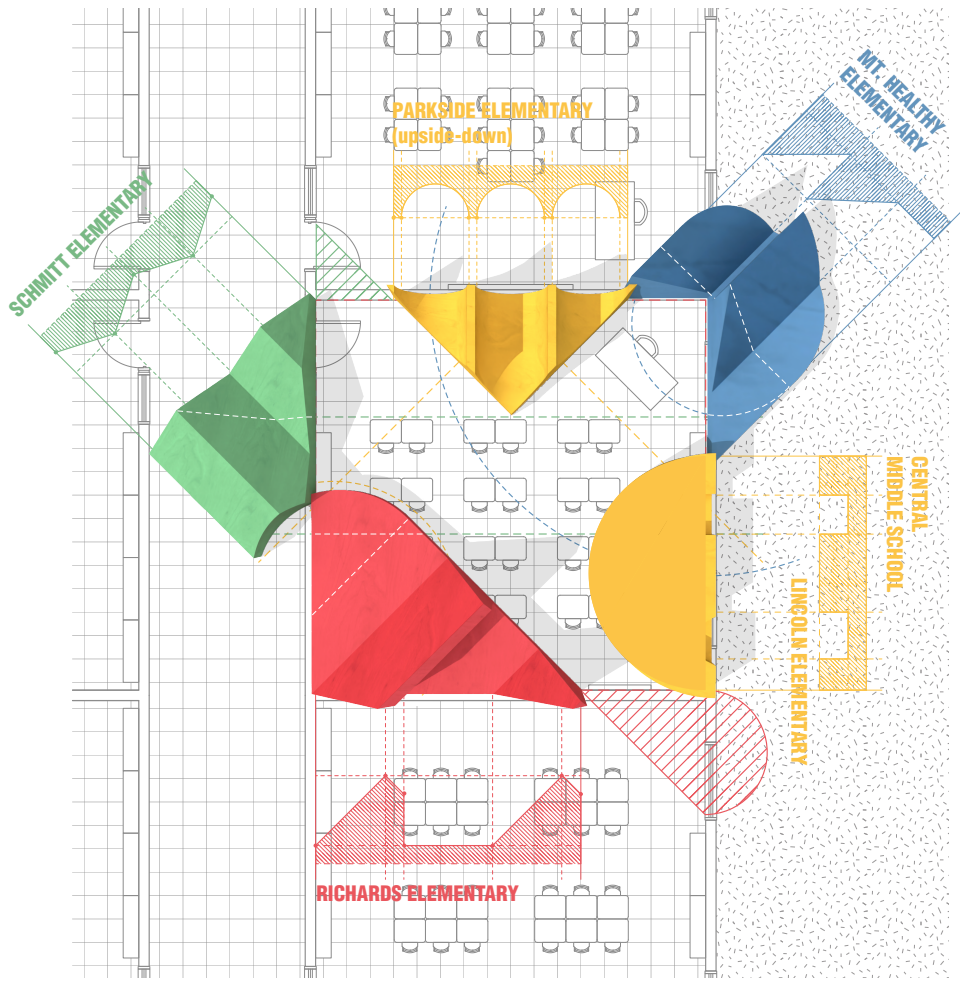 MT. HEALTHY
ELEMENTARY
PARKSIDE ELEMENTARY
(upside-down)
SCHMITT ELEMENTARY
CENTRAL
MIDDLE SCHOOL
LINCOLN ELEMENTARY
RICHARDS ELEMENTARY